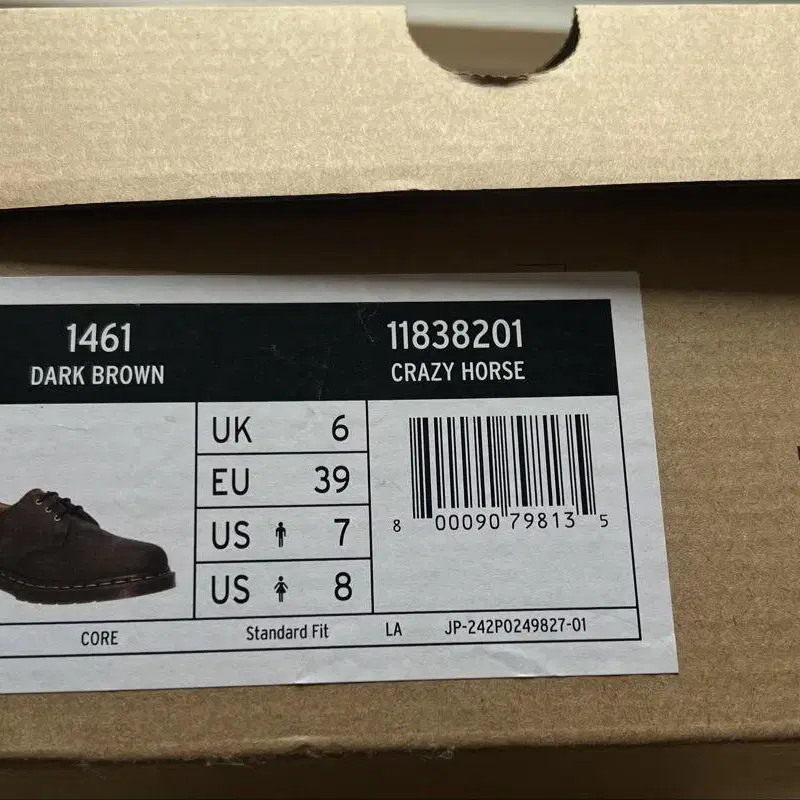 1461
DARK BROWN
11838201
CRAZY HORSE
UK 6
EU 39
US 7
US 8
8 00090 79813 5
CORE
Standard Fit
LA
JP-242P0249827-01